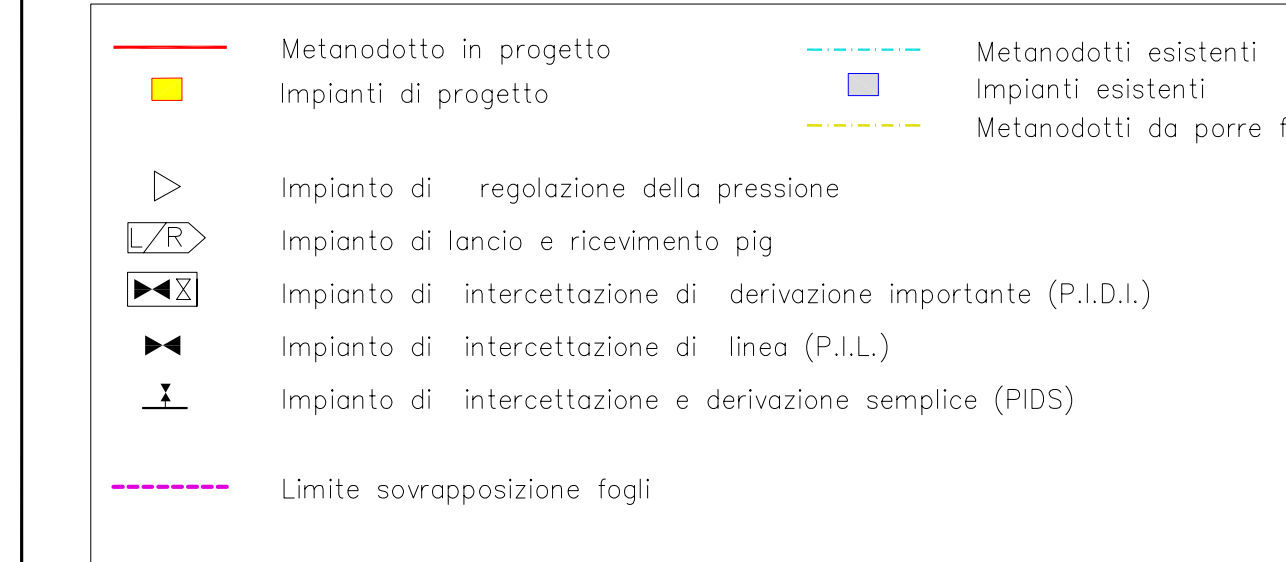 Metanodotto in progetto
Impianti di progetto
Metanodotti esistenti
Impianti esistenti
Metanodotti da porre
Impianto di regolazione della pressione
L/R Impianto di lancio e ricevimento pig
Impianto di intercettazione di derivazione importante (P.I.D.I.)
Impianto di intercettazione di linea (P.I.L.)
Impianto di intercettazione e derivazione semplice (PIDS)
Limite sovrapposizione fogli